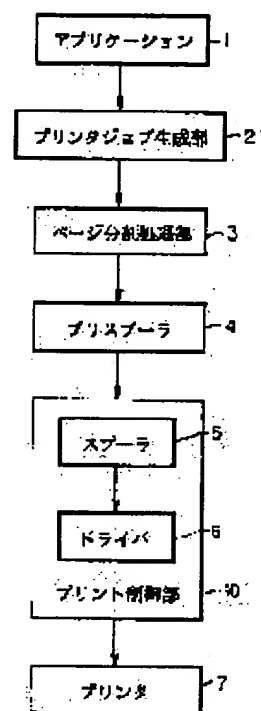 アプリケーション 1
プリンタジョブ生成部 2
ページ分割処理部 3
プリスプーラ 4
スプーラ 5
ドライバ 6
プリント制御部 10
プリンタ 7